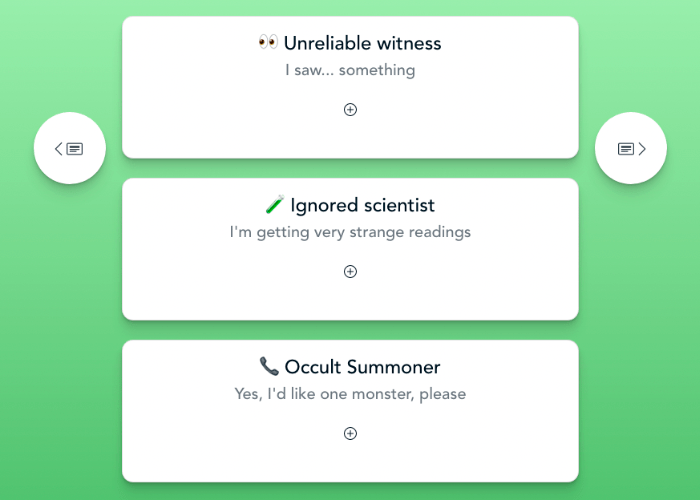 👀 Unreliable witness
I saw... something
🧪 Ignored scientist
I'm getting very strange readings
📞 Occult Summoner
Yes, I'd like one monster, please